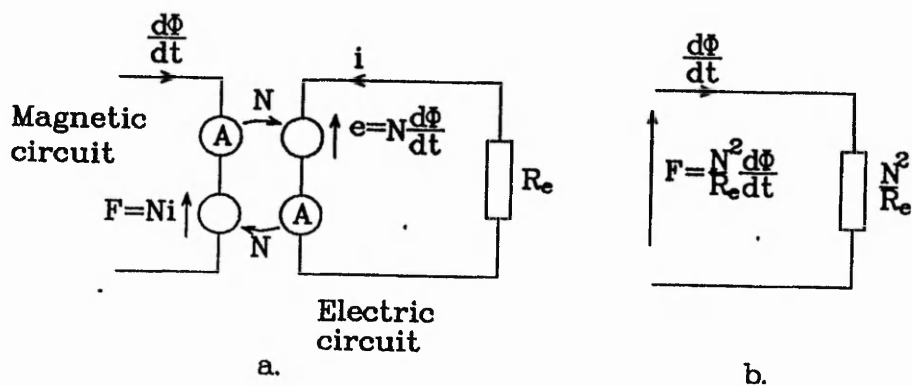 dΦ
dt
Magnetic
circuit
N
A
F=Ni
N
A
i
e=N dΦ
dt
R_e
Electric
circuit
a.
dΦ
dt
F=N² dΦ
R_e dt
N²
R_e
b.